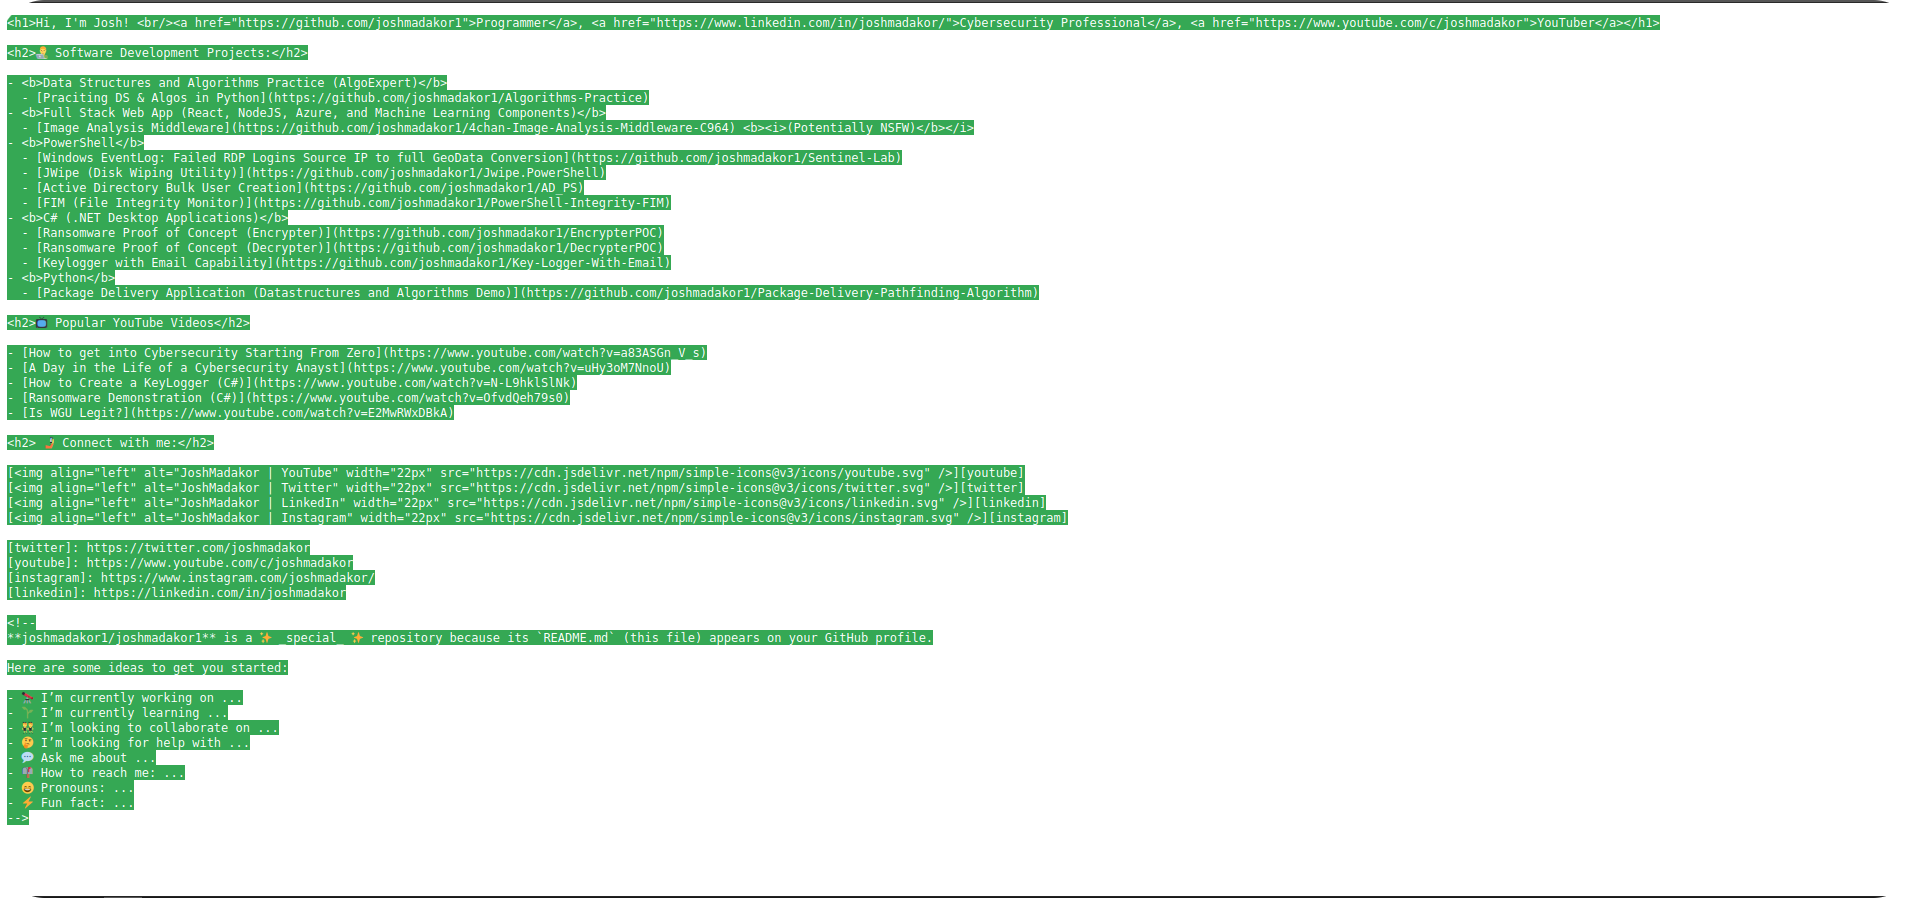 <h1>Hi, I'm Josh! <br/><a href="https://github.com/joshmadakor1">Programmer</a>, <a href="https://www.linkedin.com/in/joshmadakor/">Cybersecurity Professional</a>, <a href="https://www.youtube.com/c/joshmadakor">YouTuber</a></h1>
<h2>👨‍💻 Software Development Projects:</h2>
- <b>Data Structures and Algorithms Practice (AlgoExpert)</b>
  - [Praciting DS & Algos in Python](https://github.com/joshmadakor1/Algorithms-Practice)
- <b>Full Stack Web App (React, NodeJS, Azure, and Machine Learning Components)</b>
  - [Image Analysis Middleware](https://github.com/joshmadakor1/4chan-Image-Analysis-Middleware-C964) <b><i>(Potentially NSFW)</b></i>
- <b>PowerShell</b>
  - [Windows EventLog: Failed RDP Logins Source IP to full GeoData Conversion](https://github.com/joshmadakor1/Sentinel-Lab)
  - [JWipe (Disk Wiping Utility)](https://github.com/joshmadakor1/Jwipe.PowerShell)
  - [Active Directory Bulk User Creation](https://github.com/joshmadakor1/AD_PS)
  - [FIM (File Integrity Monitor)](https://github.com/joshmadakor1/PowerShell-Integrity-FIM)
- <b>C# (.NET Desktop Applications)</b>
  - [Ransomware Proof of Concept (Encrypter)](https://github.com/joshmadakor1/EncrypterPOC)
  - [Ransomware Proof of Concept (Decrypter)](https://github.com/joshmadakor1/DecrypterPOC)
  - [Keylogger with Email Capability](https://github.com/joshmadakor1/Key-Logger-With-Email)
- <b>Python</b>
  - [Package Delivery Application (Datastructures and Algorithms Demo)](https://github.com/joshmadakor1/Package-Delivery-Pathfinding-Algorithm)
<h2>📺 Popular YouTube Videos</h2>
- [How to get into Cybersecurity Starting From Zero](https://www.youtube.com/watch?v=a83ASGn_V_s)
- [A Day in the Life of a Cybersecurity Anayst](https://www.youtube.com/watch?v=uHy3oM7NnoU)
- [How to Create a KeyLogger (C#)](https://www.youtube.com/watch?v=N-L9hklSlNk)
- [Ransomware Demonstration (C#)](https://www.youtube.com/watch?v=OfvdQeh79s0)
- [Is WGU Legit?](https://www.youtube.com/watch?v=E2MwRWxDBkA)
<h2> 🤳 Connect with me:</h2>
[<img align="left" alt="JoshMadakor | YouTube" width="22px" src="https://cdn.jsdelivr.net/npm/simple-icons@v3/icons/youtube.svg" />][youtube]
[<img align="left" alt="JoshMadakor | Twitter" width="22px" src="https://cdn.jsdelivr.net/npm/simple-icons@v3/icons/twitter.svg" />][twitter]
[<img align="left" alt="JoshMadakor | LinkedIn" width="22px" src="https://cdn.jsdelivr.net/npm/simple-icons@v3/icons/linkedin.svg" />][linkedin]
[<img align="left" alt="JoshMadakor | Instagram" width="22px" src="https://cdn.jsdelivr.net/npm/simple-icons@v3/icons/instagram.svg" />][instagram]
[twitter]: https://twitter.com/joshmadakor
[youtube]: https://www.youtube.com/c/joshmadakor
[instagram]: https://www.instagram.com/joshmadakor/
[linkedin]: https://linkedin.com/in/joshmadakor
<!--
**joshmadakor1/joshmadakor1** is a ✨ _special_ ✨ repository because its `README.md` (this file) appears on your GitHub profile.
Here are some ideas to get you started:
- 🔭 I’m currently working on ...
- 🌱 I’m currently learning ...
- 👯 I’m looking to collaborate on ...
- 🤔 I’m looking for help with ...
- 💬 Ask me about ...
- 📫 How to reach me: ...
- 😄 Pronouns: ...
- ⚡ Fun fact: ...
-->